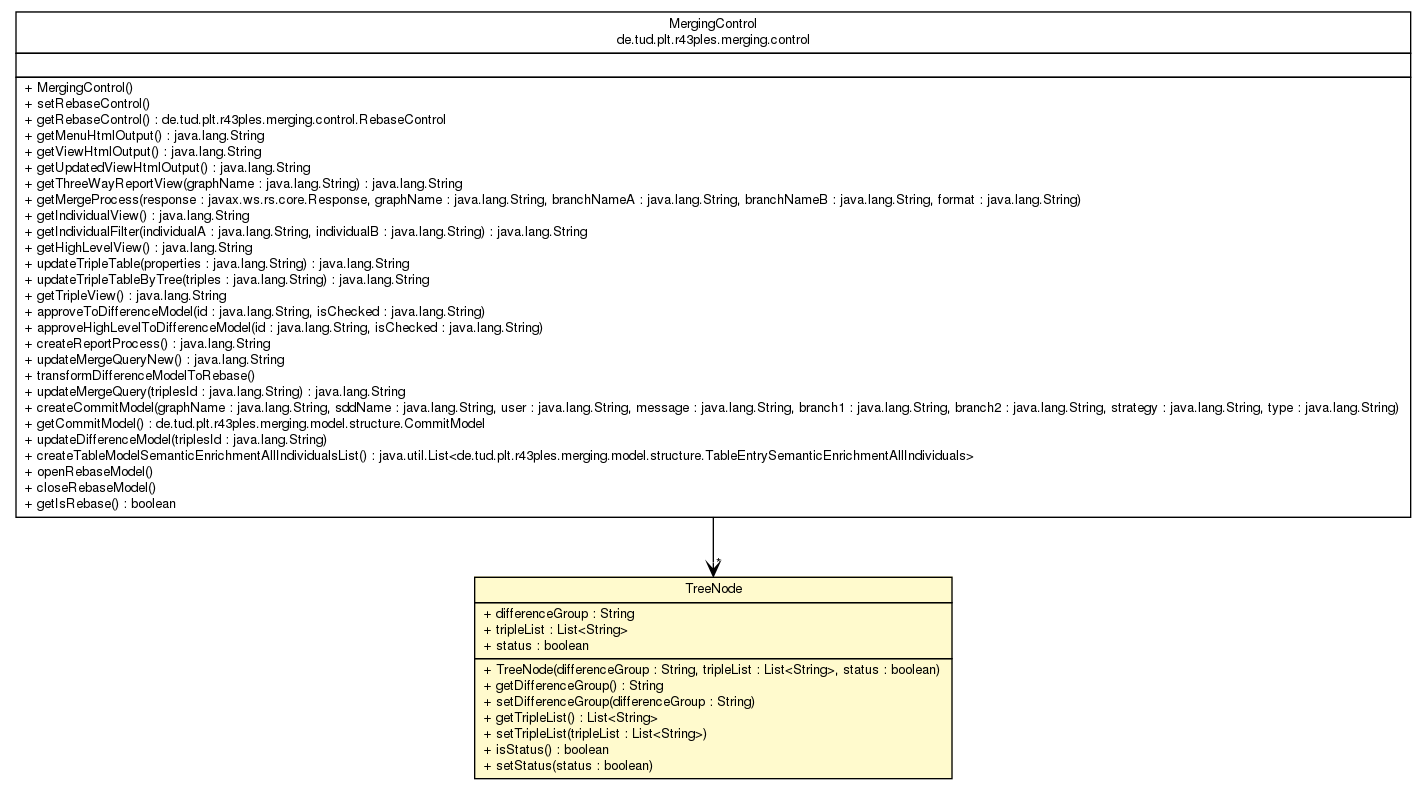 MergingControl
de.tud.plt.r43ples.merging.control
+ MergingControl()
+ setRebaseControl()
+ getRebaseControl() : de.tud.plt.r43ples.merging.control.RebaseControl
+ getMenuHtmlOutput() : java.lang.String
+ getViewHtmlOutput() : java.lang.String
+ getUpdatedViewHtmlOutput() : java.lang.String
+ getThreeWayReportView(graphName : java.lang.String) : java.lang.String
+ getMergeProcess(response : javax.ws.rs.core.Response, graphName : java.lang.String, branchNameA : java.lang.String, branchNameB : java.lang.String, format : java.lang.String)
+ getIndividualView() : java.lang.String
+ getIndividualFilter(individualA : java.lang.String, individualB : java.lang.String) : java.lang.String
+ getHighLevelView() : java.lang.String
+ updateTripleTable(properties : java.lang.String) : java.lang.String
+ updateTripleTableByTree(triples : java.lang.String) : java.lang.String
+ getTripleView() : java.lang.String
+ approveToDifferenceModel(id : java.lang.String, isChecked : java.lang.String)
+ approveHighLevelToDifferenceModel(id : java.lang.String, isChecked : java.lang.String)
+ createReportProcess() : java.lang.String
+ updateMergeQueryNew() : java.lang.String
+ transformDifferenceModelToRebase()
+ updateMergeQuery(triplesId : java.lang.String) : java.lang.String
+ createCommitModel(graphName : java.lang.String, sddName : java.lang.String, user : java.lang.String, message : java.lang.String, branch1 : java.lang.String, branch2 : java.lang.String, strategy : java.lang.String, type : java.lang.String)
+ getCommitModel() : de.tud.plt.r43ples.merging.model.structure.CommitModel
+ updateDifferenceModel(triplesId : java.lang.String)
+ createTableModelSemanticEnrichmentAllIndividualsList() : java.util.List<de.tud.plt.r43ples.merging.model.structure.TableEntrySemanticEnrichmentAllIndividuals>
+ openRebaseModel()
+ closeRebaseModel()
+ getIsRebase() : boolean
*
TreeNode
+ differenceGroup : String
+ tripleList : List<String>
+ status : boolean
+ TreeNode(differenceGroup : String, tripleList : List<String>, status : boolean)
+ getDifferenceGroup() : String
+ setDifferenceGroup(differenceGroup : String)
+ getTripleList() : List<String>
+ setTripleList(tripleList : List<String>)
+ isStatus() : boolean
+ setStatus(status : boolean)